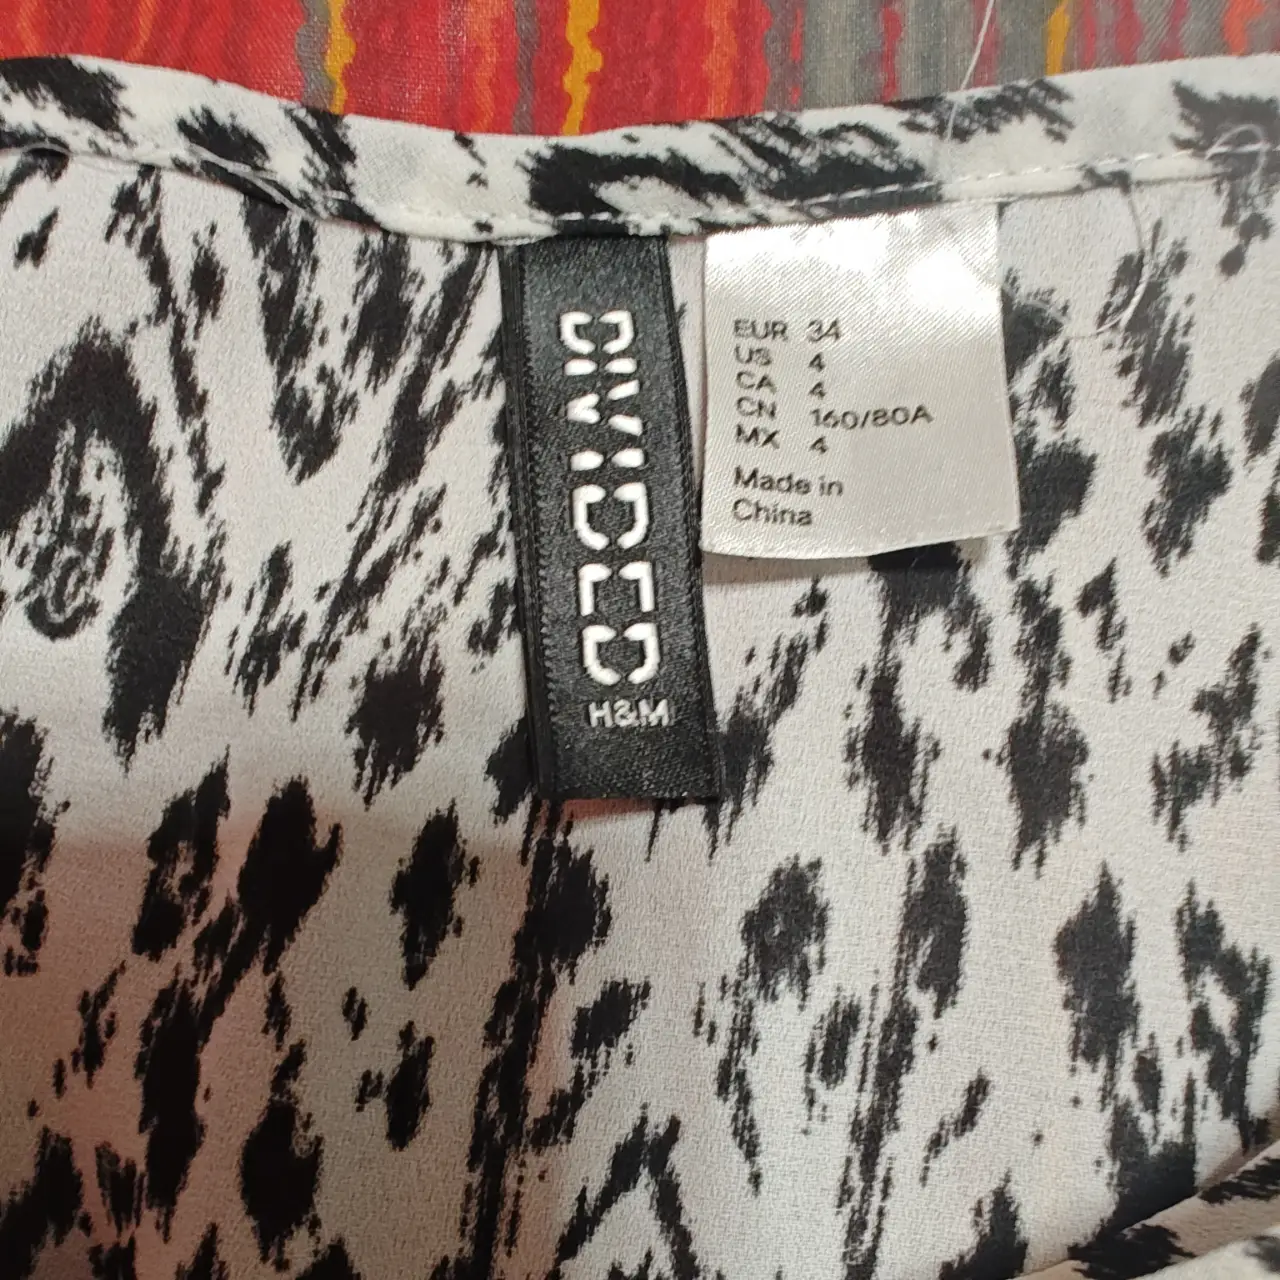 DIVIDED
H&M
EUR 34
US 4
CA 4
CN 160/80A
MX 4
Made in
China